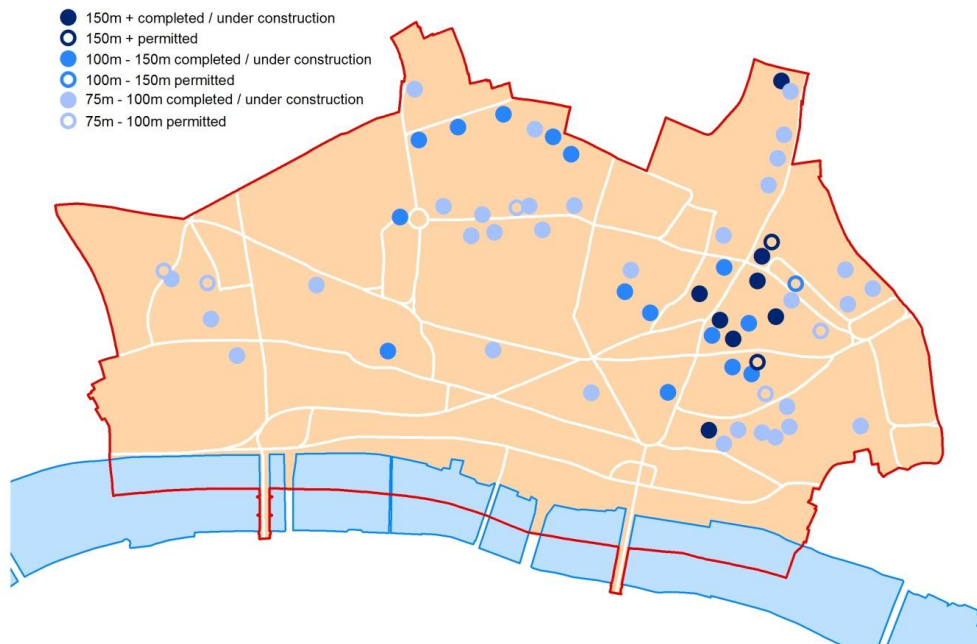 150m + completed / under construction
150m + permitted
100m - 150m completed / under construction
100m - 150m permitted
75m - 100m completed / under construction
75m - 100m permitted